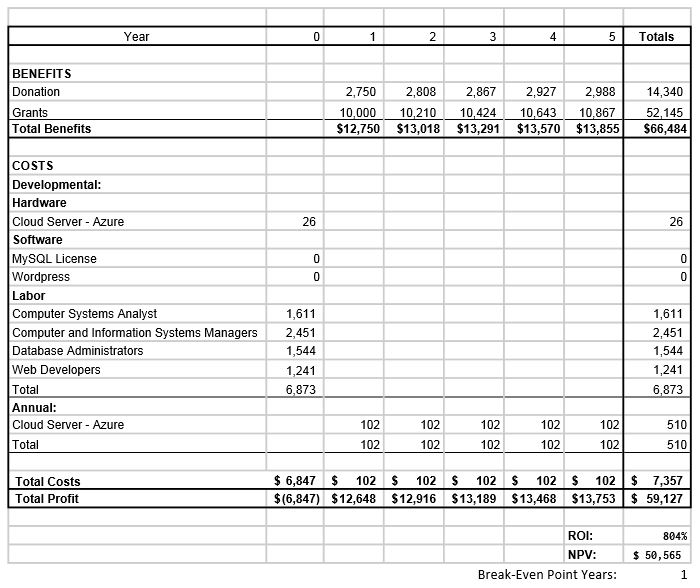 Year 0 1 2 3 4 5 Totals
BENEFITS
Donation 2,750 2,808 2,867 2,927 2,988 14,340
Grants 10,000 10,210 10,424 10,643 10,867 52,145
Total Benefits $12,750 $13,018 $13,291 $13,570 $13,855 $66,484
COSTS
Developmental:
Hardware
Cloud Server - Azure 26 26
Software
MySQL License 0 0
Wordpress 0 0
Labor
Computer Systems Analyst 1,611 1,611
Computer and Information Systems Managers 2,451 2,451
Database Administrators 1,544 1,544
Web Developers 1,241 1,241
Total 6,873 6,873
Annual:
Cloud Server - Azure 102 102 102 102 102 510
Total 102 102 102 102 102 510
Total Costs $ 6,847 $ 102 $ 102 $ 102 $ 102 $ 102 $ 7,357
Total Profit $(6,847) $12,648 $12,916 $13,189 $13,468 $13,753 $ 59,127
ROI: 804%
NPV: $ 50,565
Break-Even Point Years: 1